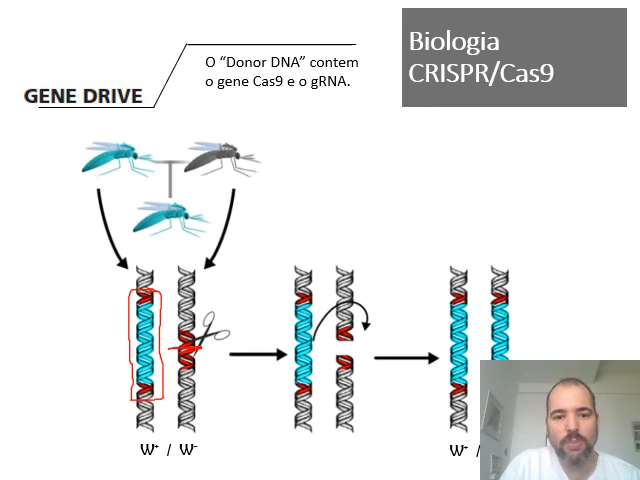 O “Donor DNA” contem
o gene Cas9 e o gRNA.
Biologia
CRISPR/Cas9
GENE DRIVE
W⁺ / W⁻
W⁺ /